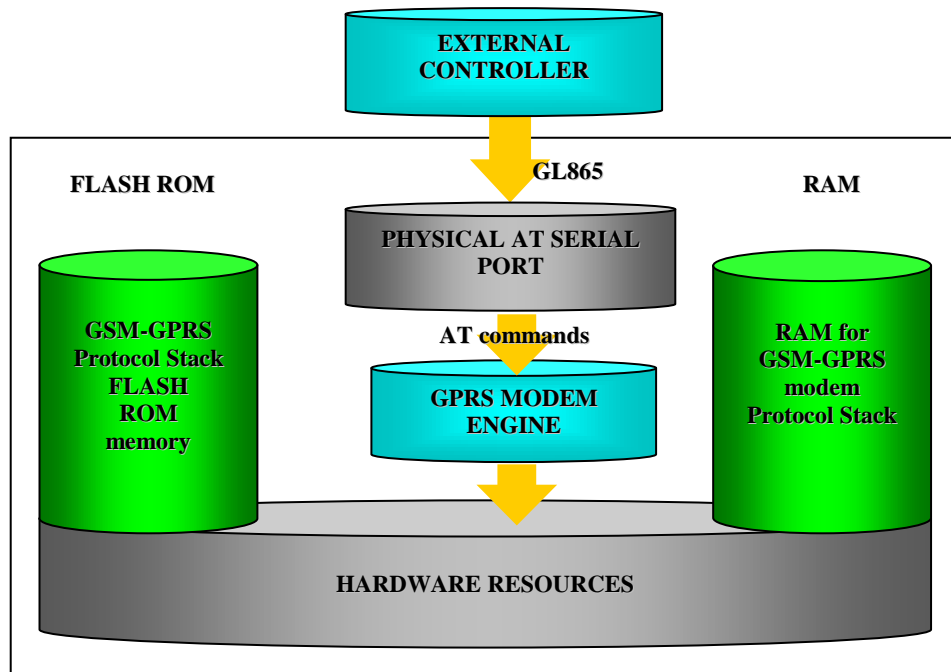 EXTERNAL
CONTROLLER
GL865
FLASH ROM
RAM
PHYSICAL AT SERIAL
PORT
GSM-GPRS
Protocol Stack
FLASH
ROM
memory
AT commands
RAM for
GSM-GPRS
modem
Protocol Stack
GPRS MODEM
ENGINE
HARDWARE RESOURCES